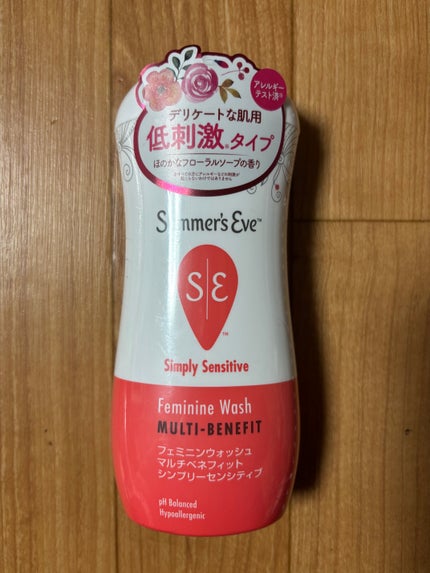 アレルギー
テスト済※
デリケートな肌用
低刺激※タイプ
ほのかなフローラルソープの香り
Summer's Eve™
S|E
™
Simply Sensitive
Feminine Wash
MULTI-BENEFIT
フェミニンウォッシュ
マルチベネフィット
シンプリーセンシティブ
pH Balanced
Hypoallergenic